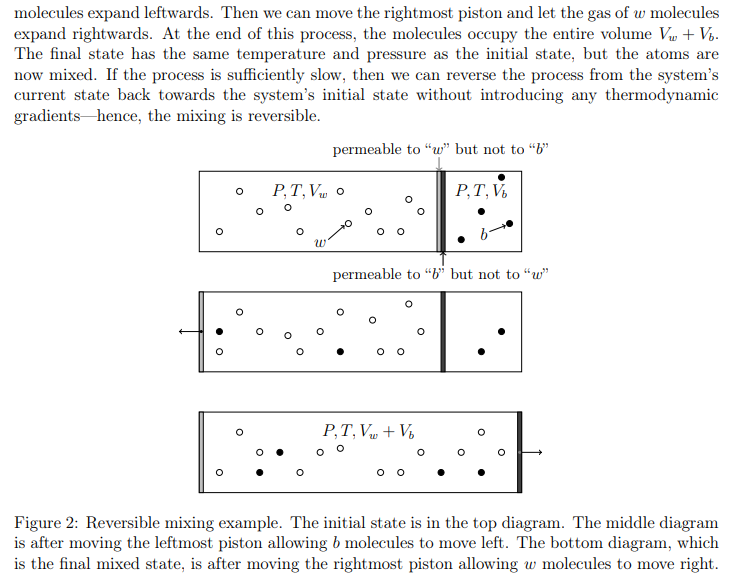 molecules expand leftwards. Then we can move the rightmost piston and let the gas of w molecules
expand rightwards. At the end of this process, the molecules occupy the entire volume V_w + V_b.
The final state has the same temperature and pressure as the initial state, but the atoms are
now mixed. If the process is sufficiently slow, then we can reverse the process from the system's
current state back towards the system's initial state without introducing any thermodynamic
gradients—hence, the mixing is reversible.
permeable to "w" but not to "b"
P, T, V_w
P, T, V_b
w
b
permeable to "b" but not to "w"
P, T, V_w + V_b
Figure 2: Reversible mixing example. The initial state is in the top diagram. The middle diagram
is after moving the leftmost piston allowing b molecules to move left. The bottom diagram, which
is the final mixed state, is after moving the rightmost piston allowing w molecules to move right.